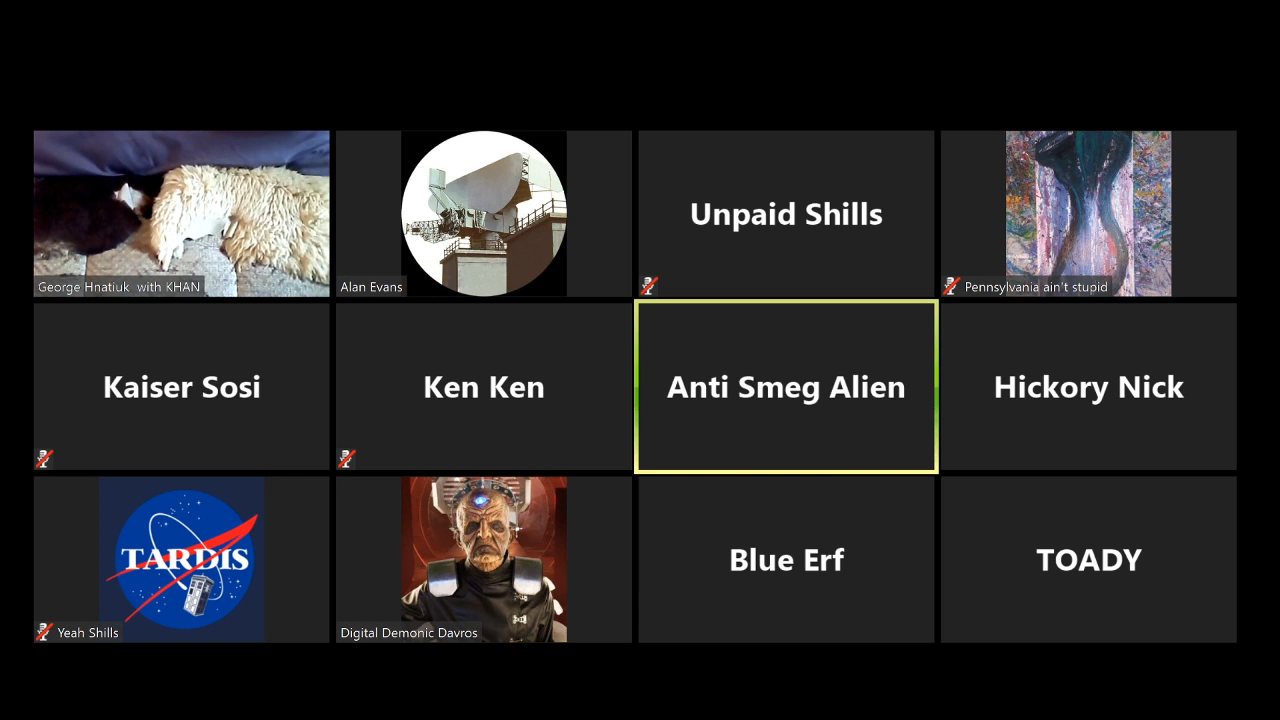 George Hnatiuk with KHAN
Alan Evans
Unpaid Shills
Pennsylvania ain't stupid
Kaiser Sosi
Ken Ken
Anti Smeg Alien
Hickory Nick
TARDIS
Yeah Shills
Digital Demonic Davros
Blue Erf
TOADY